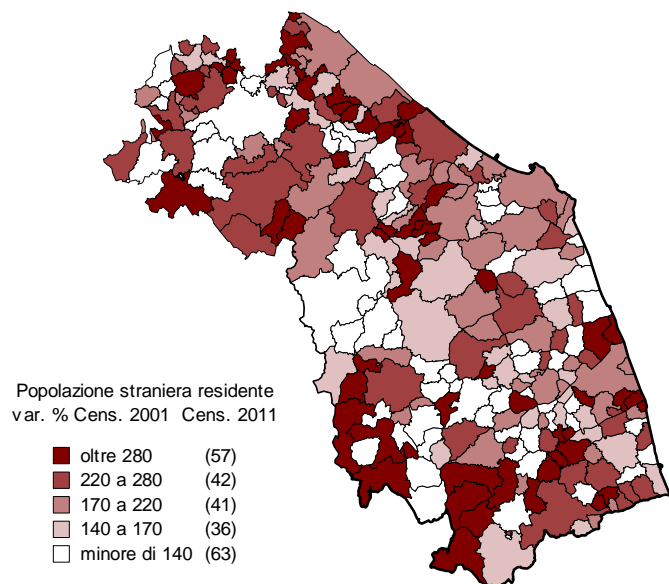 Popolazione straniera residente
var. % Cens. 2001 Cens. 2011
oltre 280 (57)
220 a 280 (42)
170 a 220 (41)
140 a 170 (36)
minore di 140 (63)